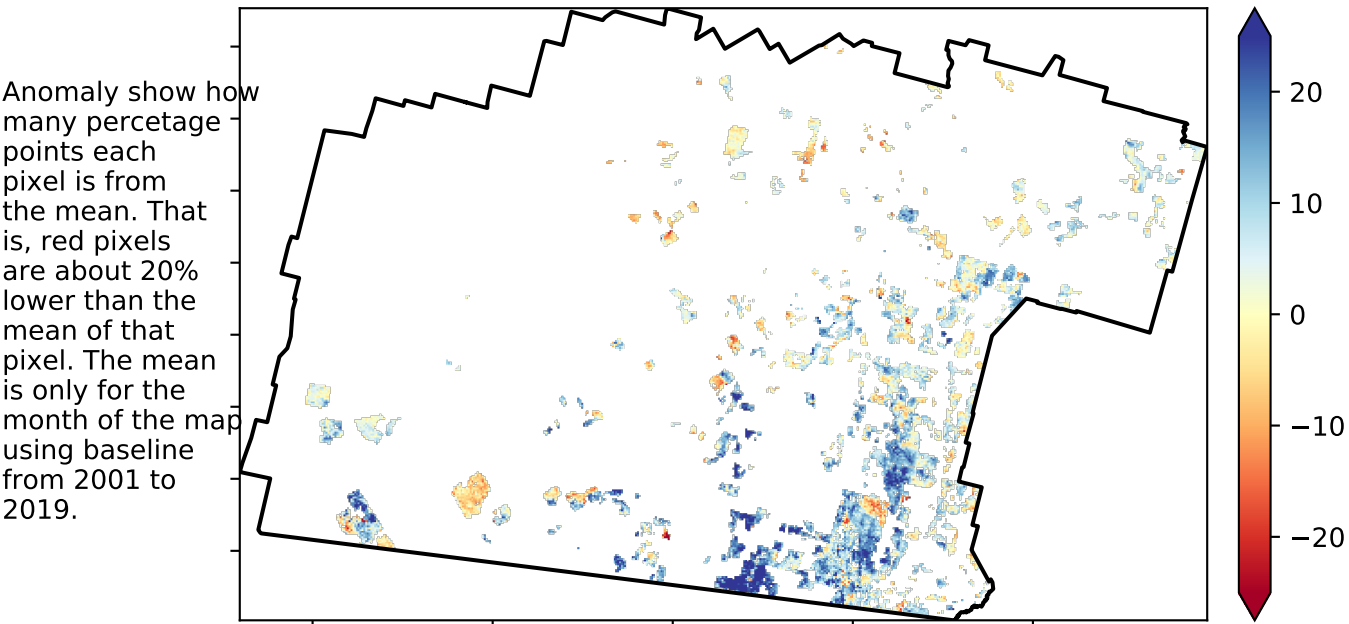 Anomaly show how
many percetage
points each
pixel is from
the mean. That
is, red pixels
are about 20%
lower than the
mean of that
pixel. The mean
is only for the
month of the map
using baseline
from 2001 to
2019.
20
10
0
−10
−20